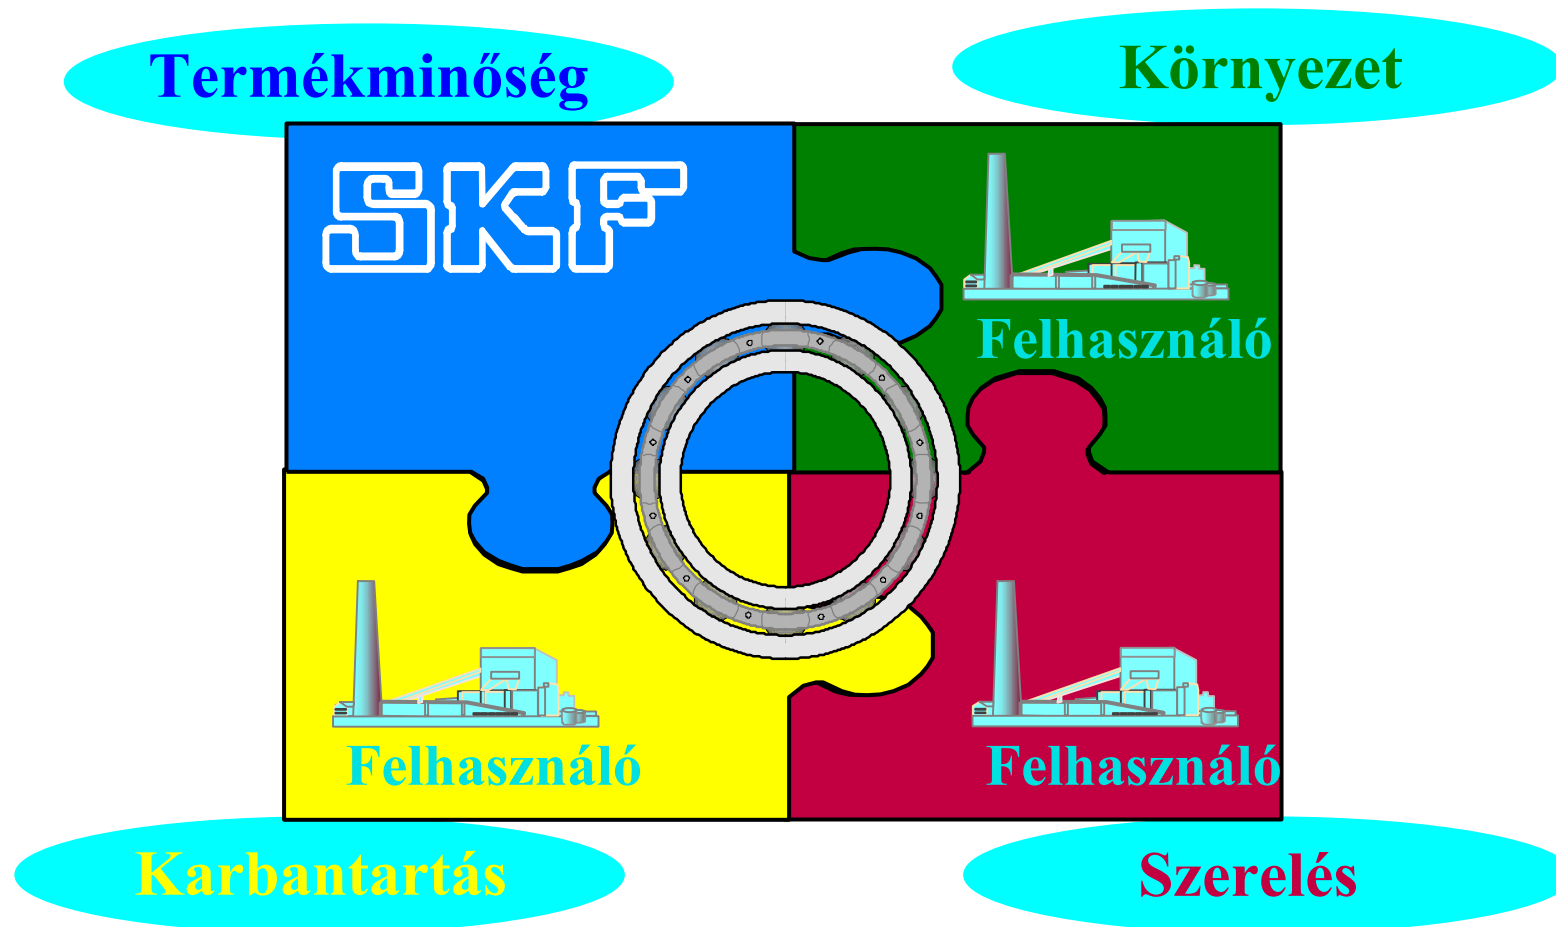 Termékminőség
Környezet
SKF
Felhasználó
Felhasználó
Felhasználó
Karbantartás
Szerelés